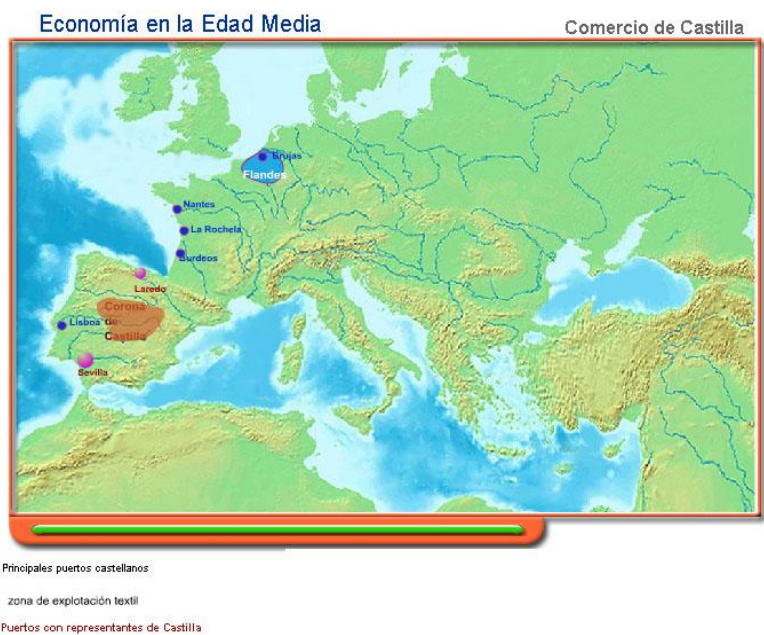 Economía en la Edad Media
Comercio de Castilla
Brujas
Flandes
Nantes
La Rochela
Burdeos
Laredo
Corona
Lisboa de
Castilla
Sevilla
Principales puertos castellanos
zona de explotación textil
Puertos con representantes de Castilla